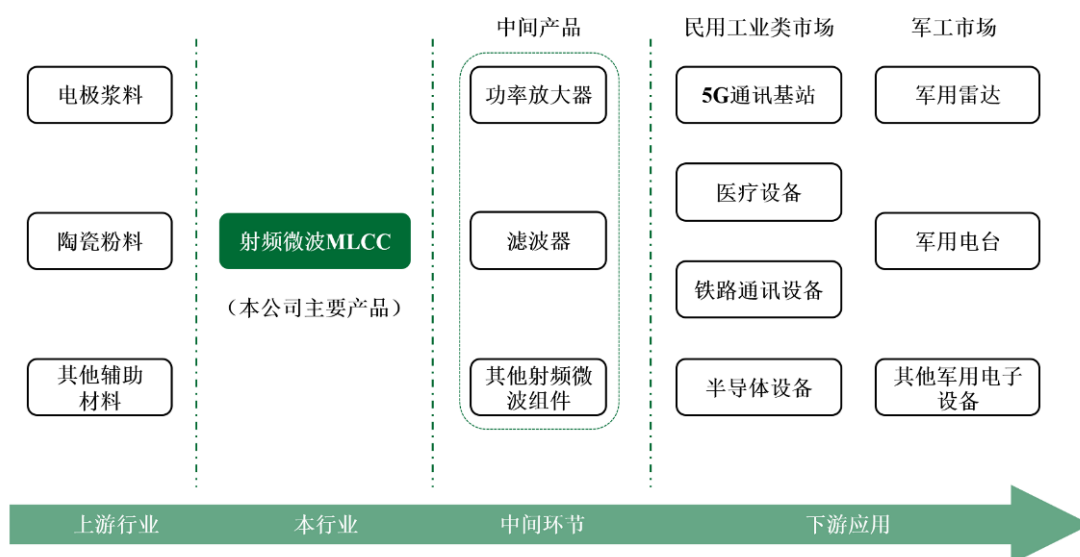 中间产品
民用工业类市场
军工市场
电极浆料
功率放大器
5G通讯基站
军用雷达
医疗设备
陶瓷粉料
射频微波MLCC
滤波器
军用电台
铁路通讯设备
（本公司主要产品）
其他辅助
材料
其他射频微
波组件
半导体设备
其他军用电子
设备
上游行业
本行业
中间环节
下游应用